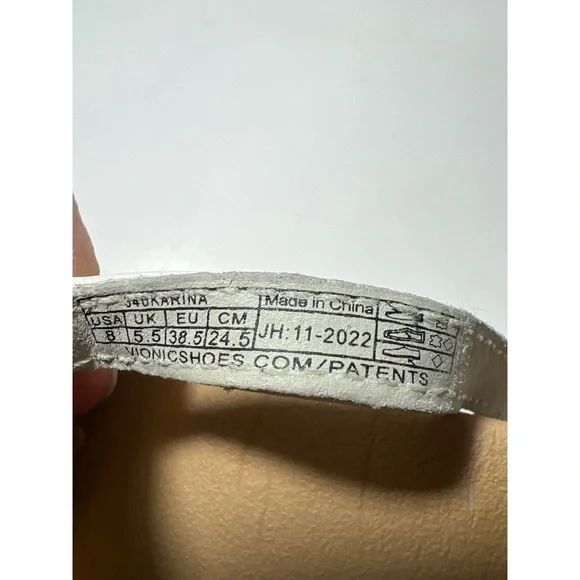 KARINA
USA UK EU CM
8 5.5 38.5 24.5
Made in China
JH:11-2022
VIONICSHOES.COM/PATENTS